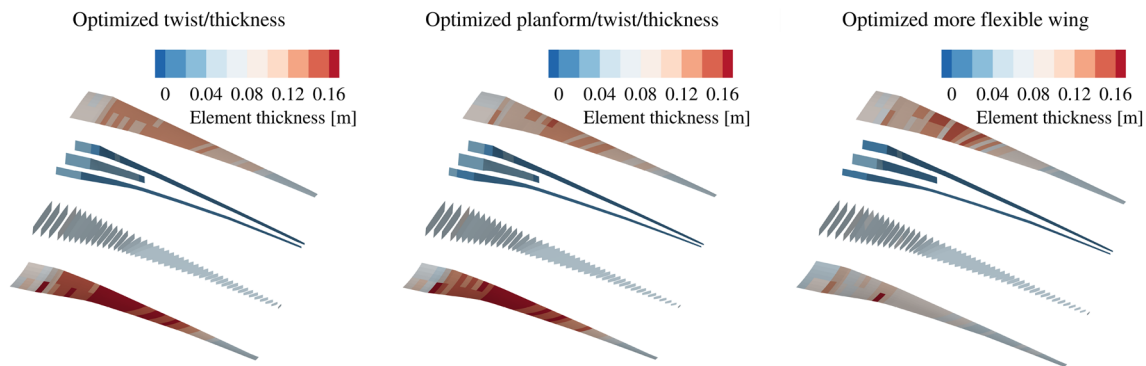 Optimized twist/thickness
0 0.04 0.08 0.12 0.16
Element thickness [m]
Optimized planform/twist/thickness
0 0.04 0.08 0.12 0.16
Element thickness [m]
Optimized more flexible wing
0 0.04 0.08 0.12 0.16
Element thickness [m]